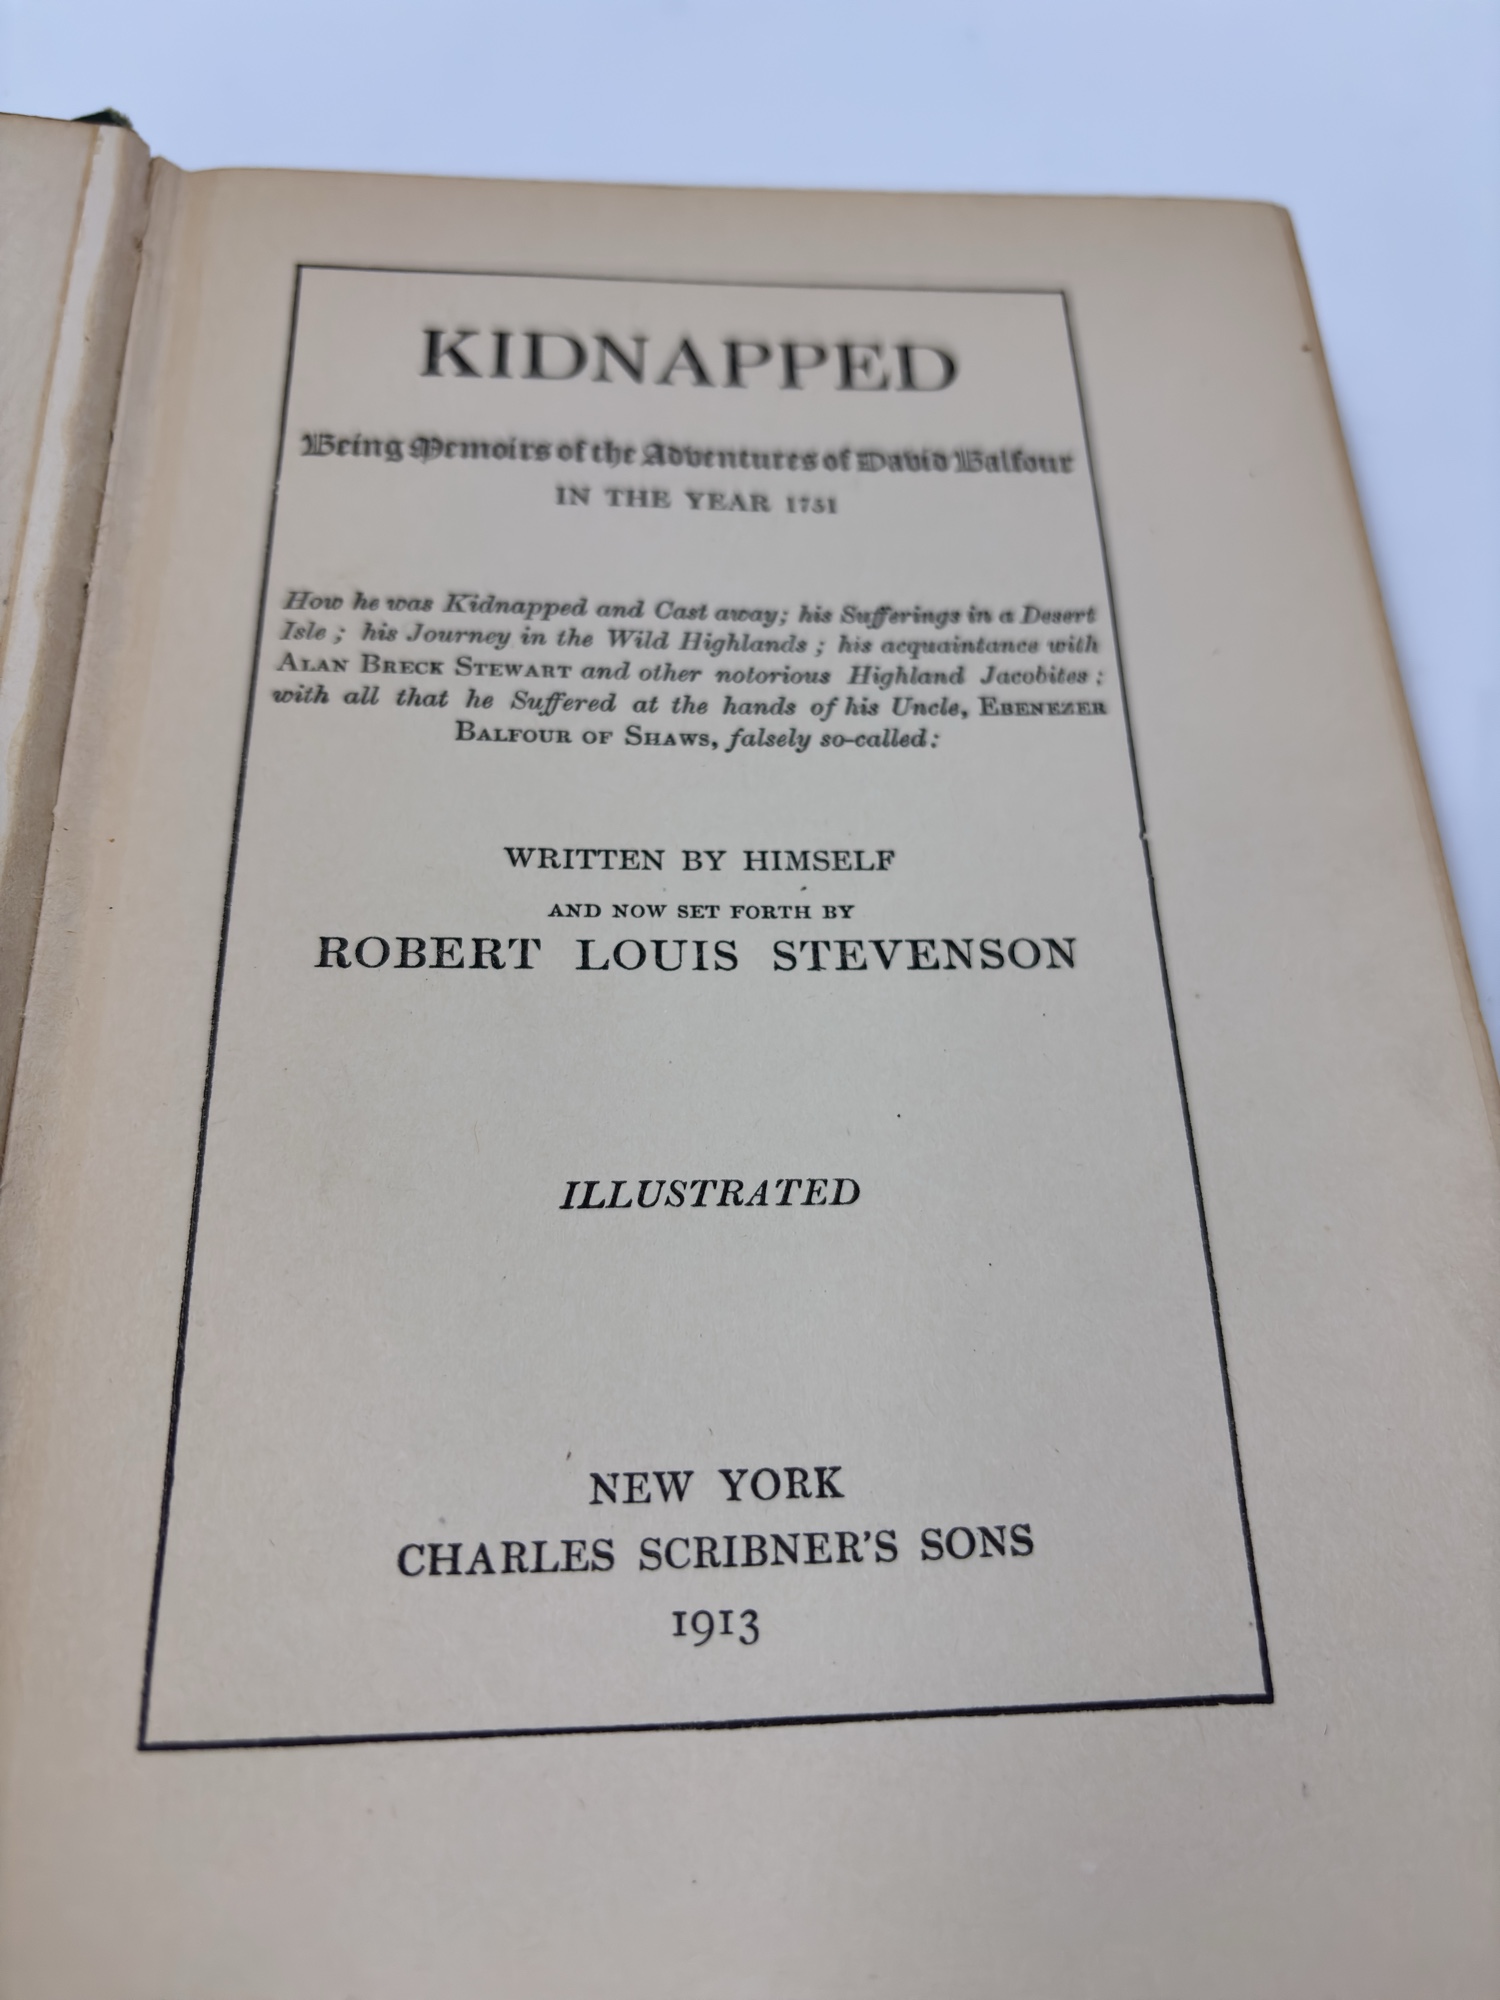 KIDNAPPED
Being Memoirs of the Adventures of David Balfour
IN THE YEAR 1751
How he was Kidnapped and Cast away; his Sufferings in a Desert
Isle; his Journey in the Wild Highlands; his acquaintance with
ALAN BRECK STEWART and other notorious Highland Jacobites;
with all that he Suffered at the hands of his Uncle, EBENEZER
BALFOUR OF SHAWS, falsely so-called:
WRITTEN BY HIMSELF
AND NOW SET FORTH BY
ROBERT LOUIS STEVENSON
ILLUSTRATED
NEW YORK
CHARLES SCRIBNER'S SONS
1913